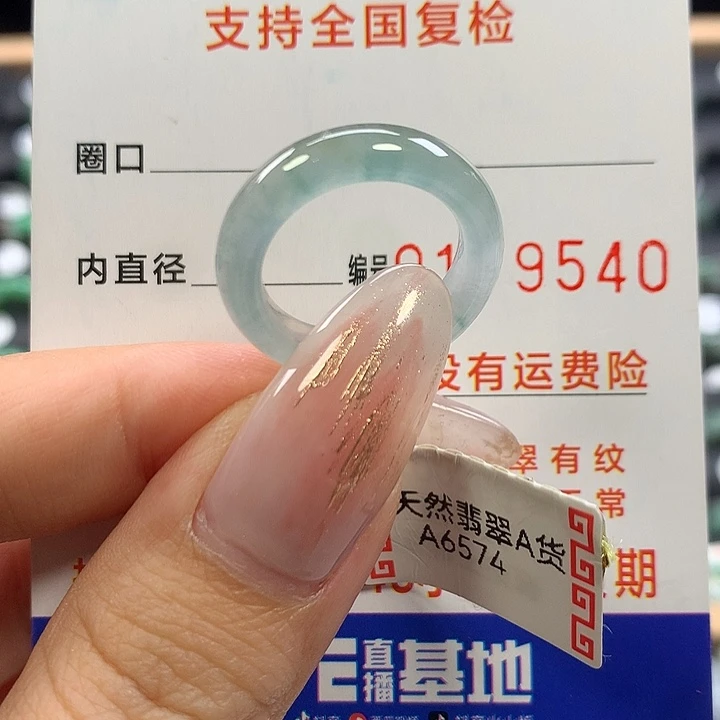 支持全国复检
圈口
内直径 编号 91 9540
没有运费险
翠有纹
常
天然翡翠A货
A6574
期
直播基地